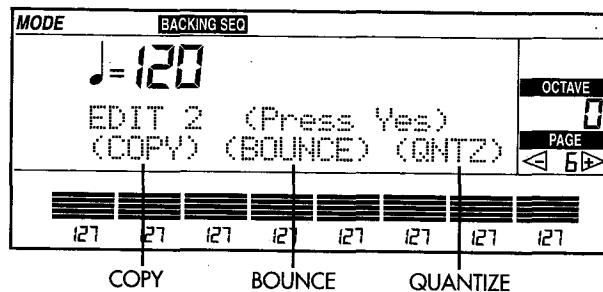 MODE BACKING SEQ
♩=120
OCTAVE
0
EDIT 2 (Press Yes)
PAGE
(COPY) (BOUNCE) (QNTZ)
- 6 +
127 127 127 127 127 127 127 127
COPY BOUNCE QUANTIZE